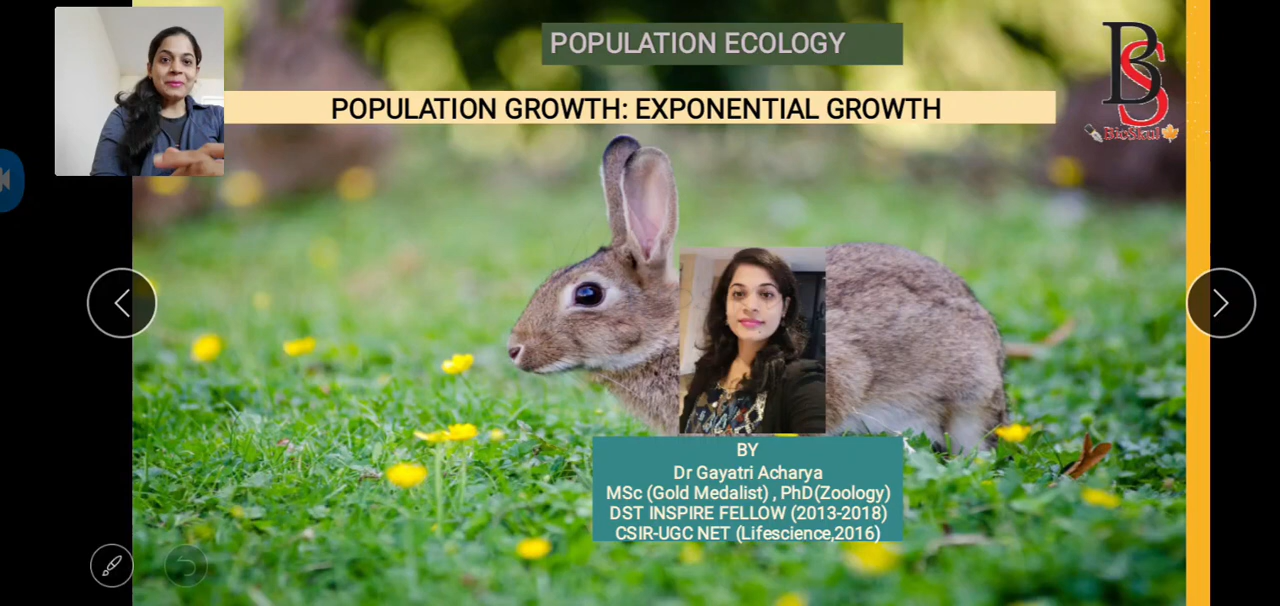 POPULATION ECOLOGY
BS
BioSkul
POPULATION GROWTH: EXPONENTIAL GROWTH
BY
Dr Gayatri Acharya
MSc (Gold Medalist) , PhD(Zoology)
DST INSPIRE FELLOW (2013-2018)
CSIR-UGC NET (Lifescience,2016)